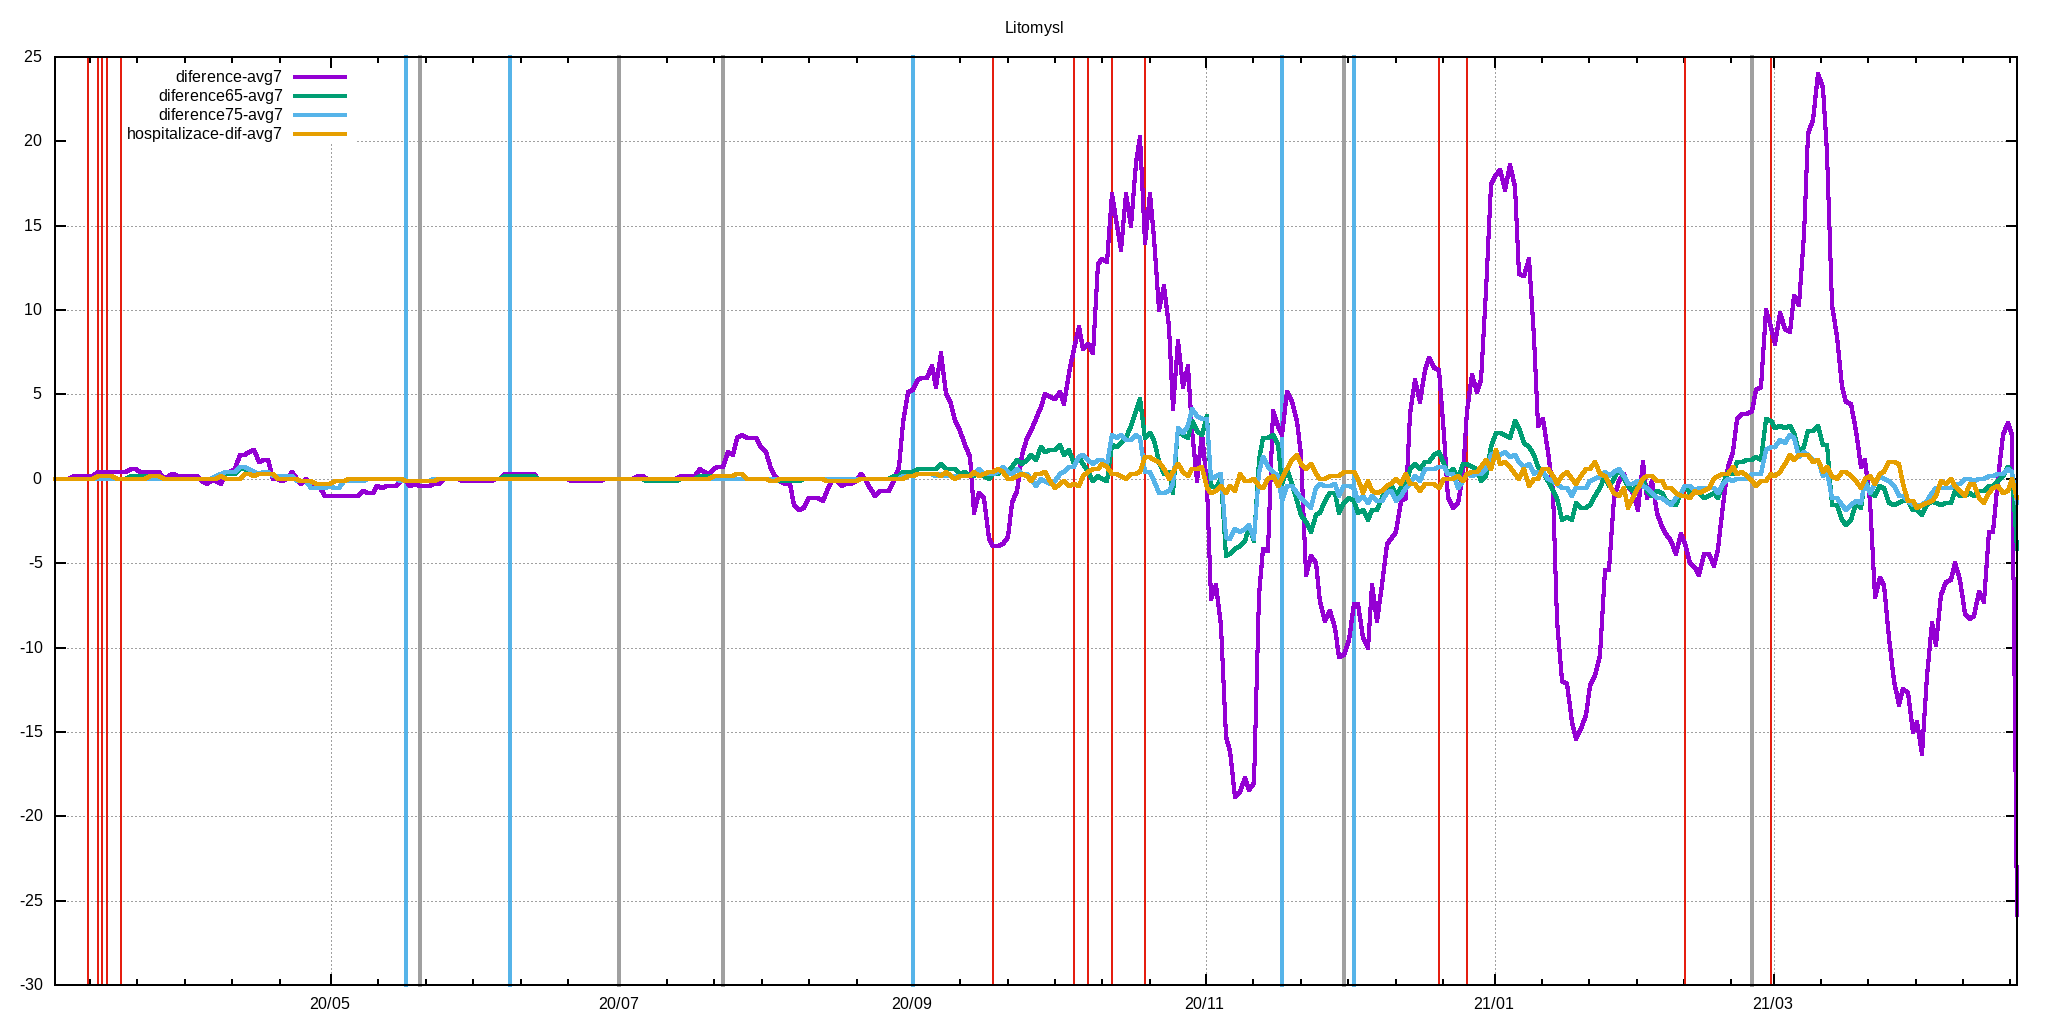 Litomysl
25
diference-avg7
diference65-avg7
diference75-avg7
hospitalizace-dif-avg7
20
15
10
5
0
-5
-10
-15
-20
-25
-30
20/05 20/07 20/09 20/11 21/01 21/03